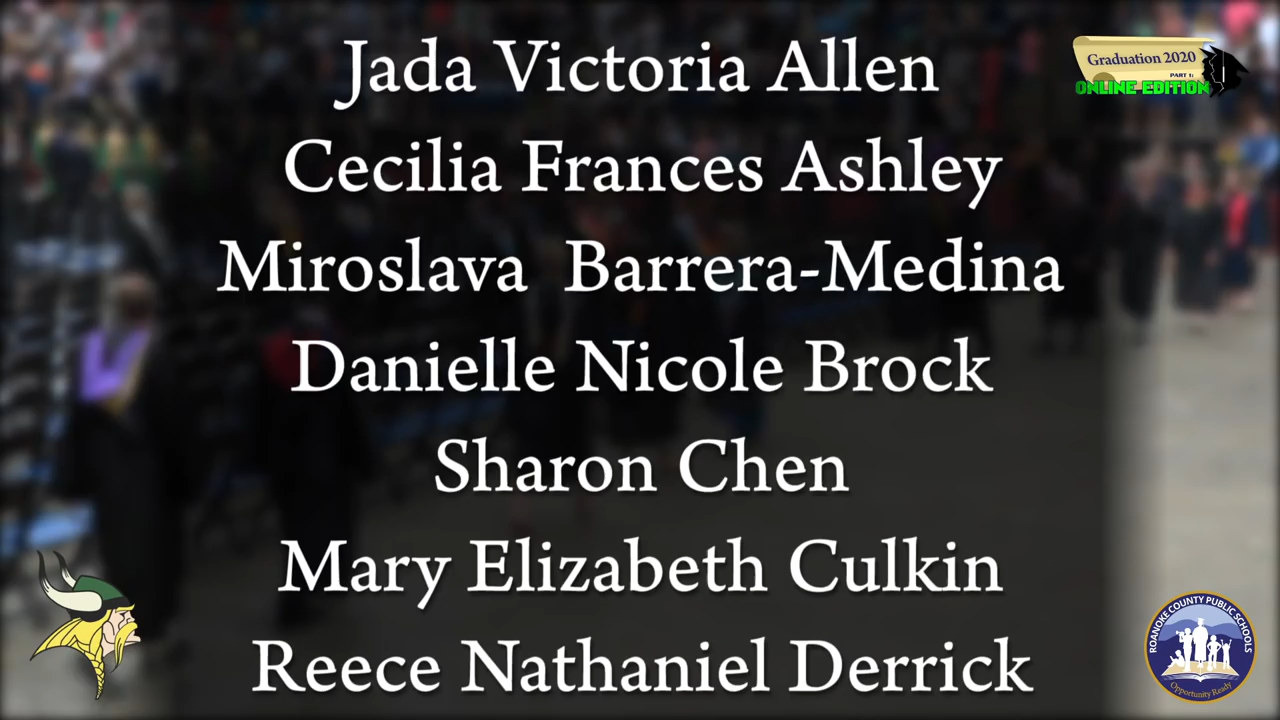 Jada Victoria Allen
Cecilia Frances Ashley
Miroslava  Barrera-Medina
Danielle Nicole Brock
Sharon Chen
Mary Elizabeth Culkin
Reece Nathaniel Derrick
Graduation 2020
PART 1:
ONLINE EDITION
ROANOKE COUNTY PUBLIC SCHOOLS
Opportunity Ready